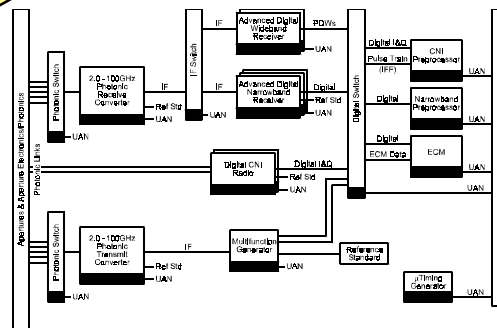 Apertures & Aperture Electronics/Photonics
Photonic Links
Photonic Switch
UAN
2.0 - 100GHz
Photonic
Receive
Converter
IF
Ref Std
UAN
IF Switch
UAN
IF
Advanced Digital
Wideband
Receiver
PDWs
UAN
IF
Advanced Digital
Narrowband
Receiver
Digital
Ref Std
UAN
Digital CNI
Radio
Digital I&Q
Ref Std
UAN
Digital Switch
UAN
Digital I&Q
Pulse Train
(IFF)
CNI
Preprocessor
UAN
Digital
Narrowband
Preprocessor
UAN
Digital
ECM Data
ECM
UAN
Photonic Switch
UAN
2.0 - 100GHz
Photonic
Transmit
Converter
IF
Ref Std
UAN
Multifunction
Generator
UAN
Reference
Standard
μTiming
Generator
UAN